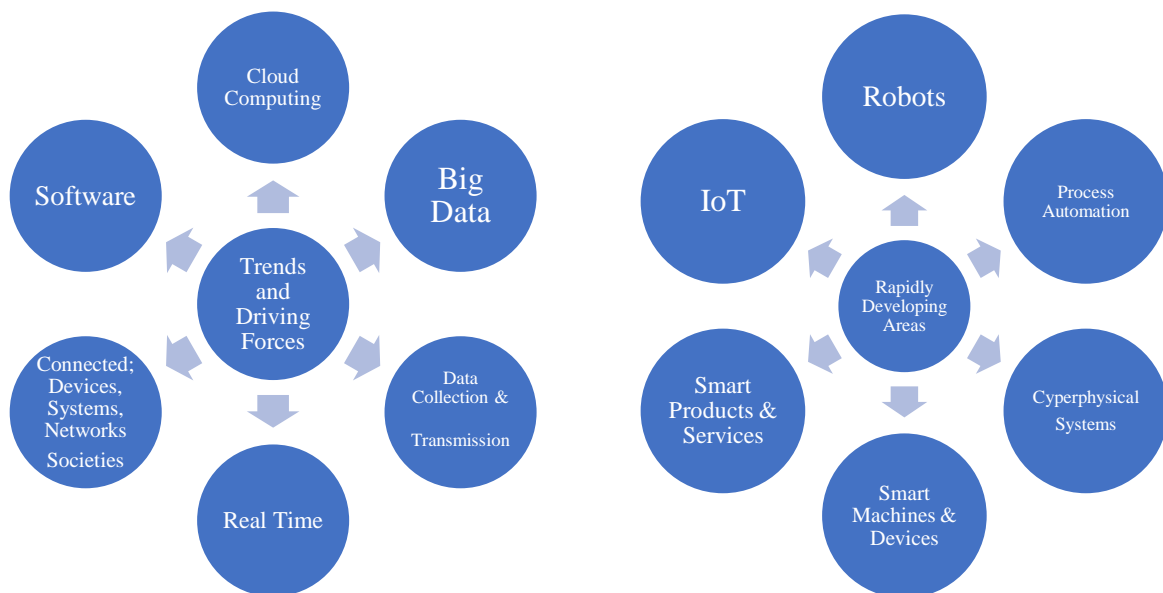 Cloud
Computing
Big
Data
Data
Collection &
Transmission
Real Time
Connected;
Devices,
Systems,
Networks
Societies
Software
Trends
and
Driving
Forces
Robots
Process
Automation
Cyperphysical
Systems
Smart
Machines &
Devices
Smart
Products &
Services
IoT
Rapidly
Developing
Areas